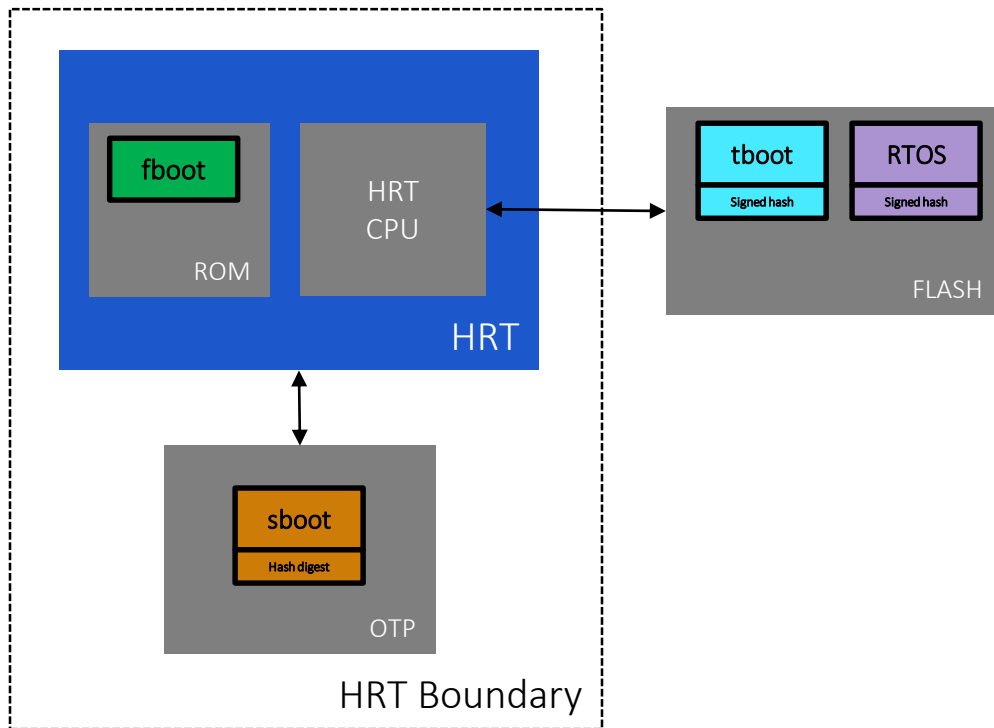 fboot
ROM
HRT
CPU
HRT
tboot
Signed hash
RTOS
Signed hash
FLASH
sboot
Hash digest
OTP
HRT Boundary